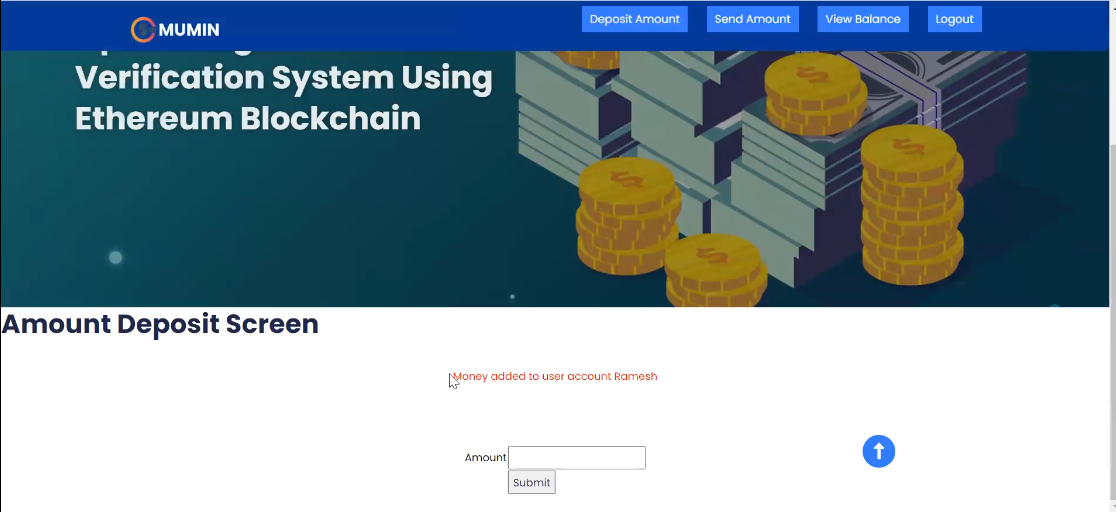 MUMIN
Deposit Amount
Send Amount
View Balance
Logout
Verification System Using
Ethereum Blockchain
Amount Deposit Screen
Money added to user account Ramesh
Amount
Submit